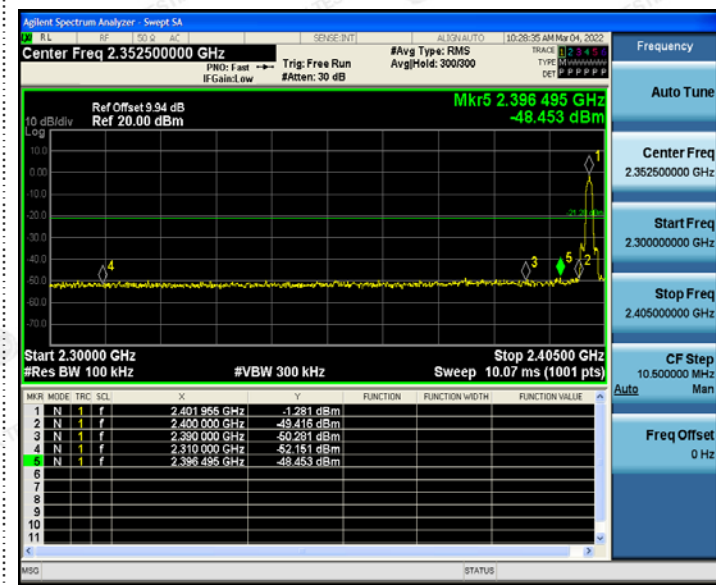 Agilent Spectrum Analyzer - Swept SA
RL RF 50 Ω AC SENSE:INT ALIGN AUTO 10:28:35 AM Mar 04, 2022
Center Freq 2.352500000 GHz
PNO: Fast
IFGain:Low
Trig: Free Run
#Atten: 30 dB
#Avg Type: RMS
Avg|Hold: 300/300
TRACE 1 2 3 4 5 6
TYPE M
DET P P P P P P
Ref Offset 9.94 dB
10 dB/div Ref 20.00 dBm
Log
Mkr5 2.396 495 GHz
-48.453 dBm
10.0
0.00
-10.0
-20.0
-30.0
-40.0
-50.0
-60.0
-70.0
1
4
3
5
2
Start 2.30000 GHz Stop 2.40500 GHz
#Res BW 100 kHz #VBW 300 kHz Sweep 10.07 ms (1001 pts)
MKR MODE TRC SCL X Y FUNCTION FUNCTION WIDTH FUNCTION VALUE
1 N 1 f 2.401 955 GHz -1.281 dBm
2 N 1 f 2.400 000 GHz -49.416 dBm
3 N 1 f 2.390 000 GHz -50.281 dBm
4 N 1 f 2.310 000 GHz -52.151 dBm
5 N 1 f 2.396 495 GHz -48.453 dBm
6
7
8
9
10
11
MSG STATUS
Frequency
Auto Tune
Center Freq
2.352500000 GHz
Start Freq
2.300000000 GHz
Stop Freq
2.405000000 GHz
CF Step
10.500000 MHz
Auto Man
Freq Offset
0 Hz